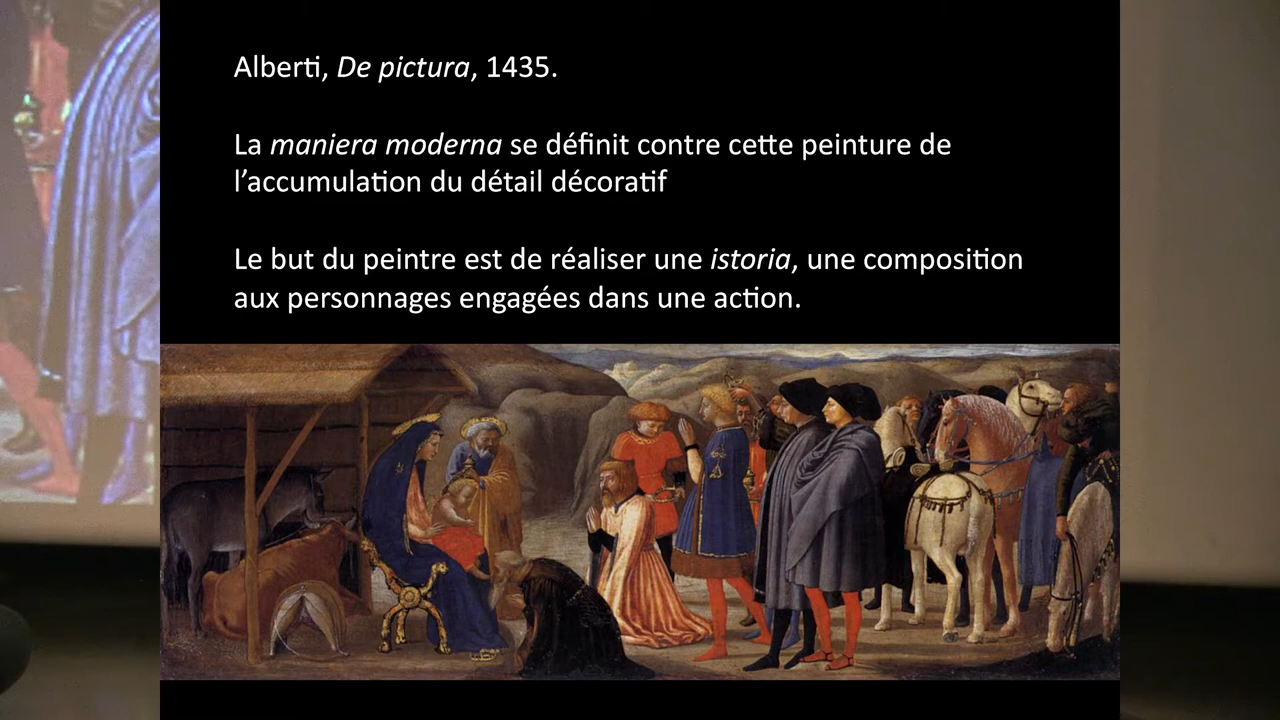 Alberti, De pictura, 1435.
La maniera moderna se définit contre cette peinture de
l’accumulation du détail décoratif
Le but du peintre est de réaliser une istoria, une composition
aux personnages engagées dans une action.